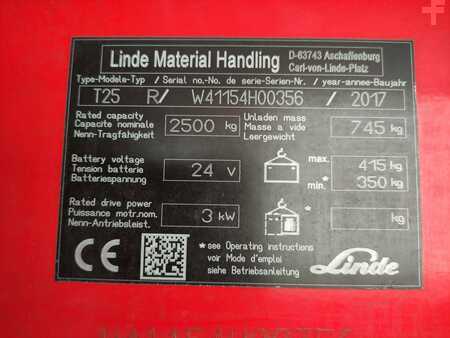 Linde Material Handling
D-63743 Aschaffenburg
Carl-von-Linde-Platz
Type-Modele-Typ / Serial no.-No. de serie-Serien-Nr. / year-annee-Baujahr
T25 R/ W41154H00356 / 2017
Rated capacity
Capacite nominale
Nenn-Tragfähigkeit
2500 kg
Unladen mass
Masse a vide
Leergewicht
745 kg
Battery voltage
Tension batterie
Batteriespannung
24 V
max. 415 kg
min.* 350 kg
Rated drive power
Puissance motr.nom.
Nenn-Antriebsleist.
3 kW
* kg
CE
* see Operating instructions
voir Mode d'emploi
siehe Betriebsanleitung
Linde